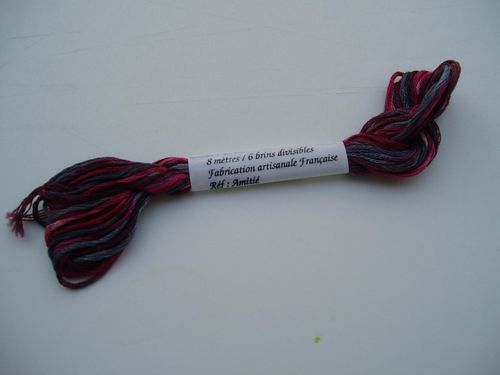 8 mètres / 6 brins divisibles
Fabrication artisanale Française
Réf : Amitié